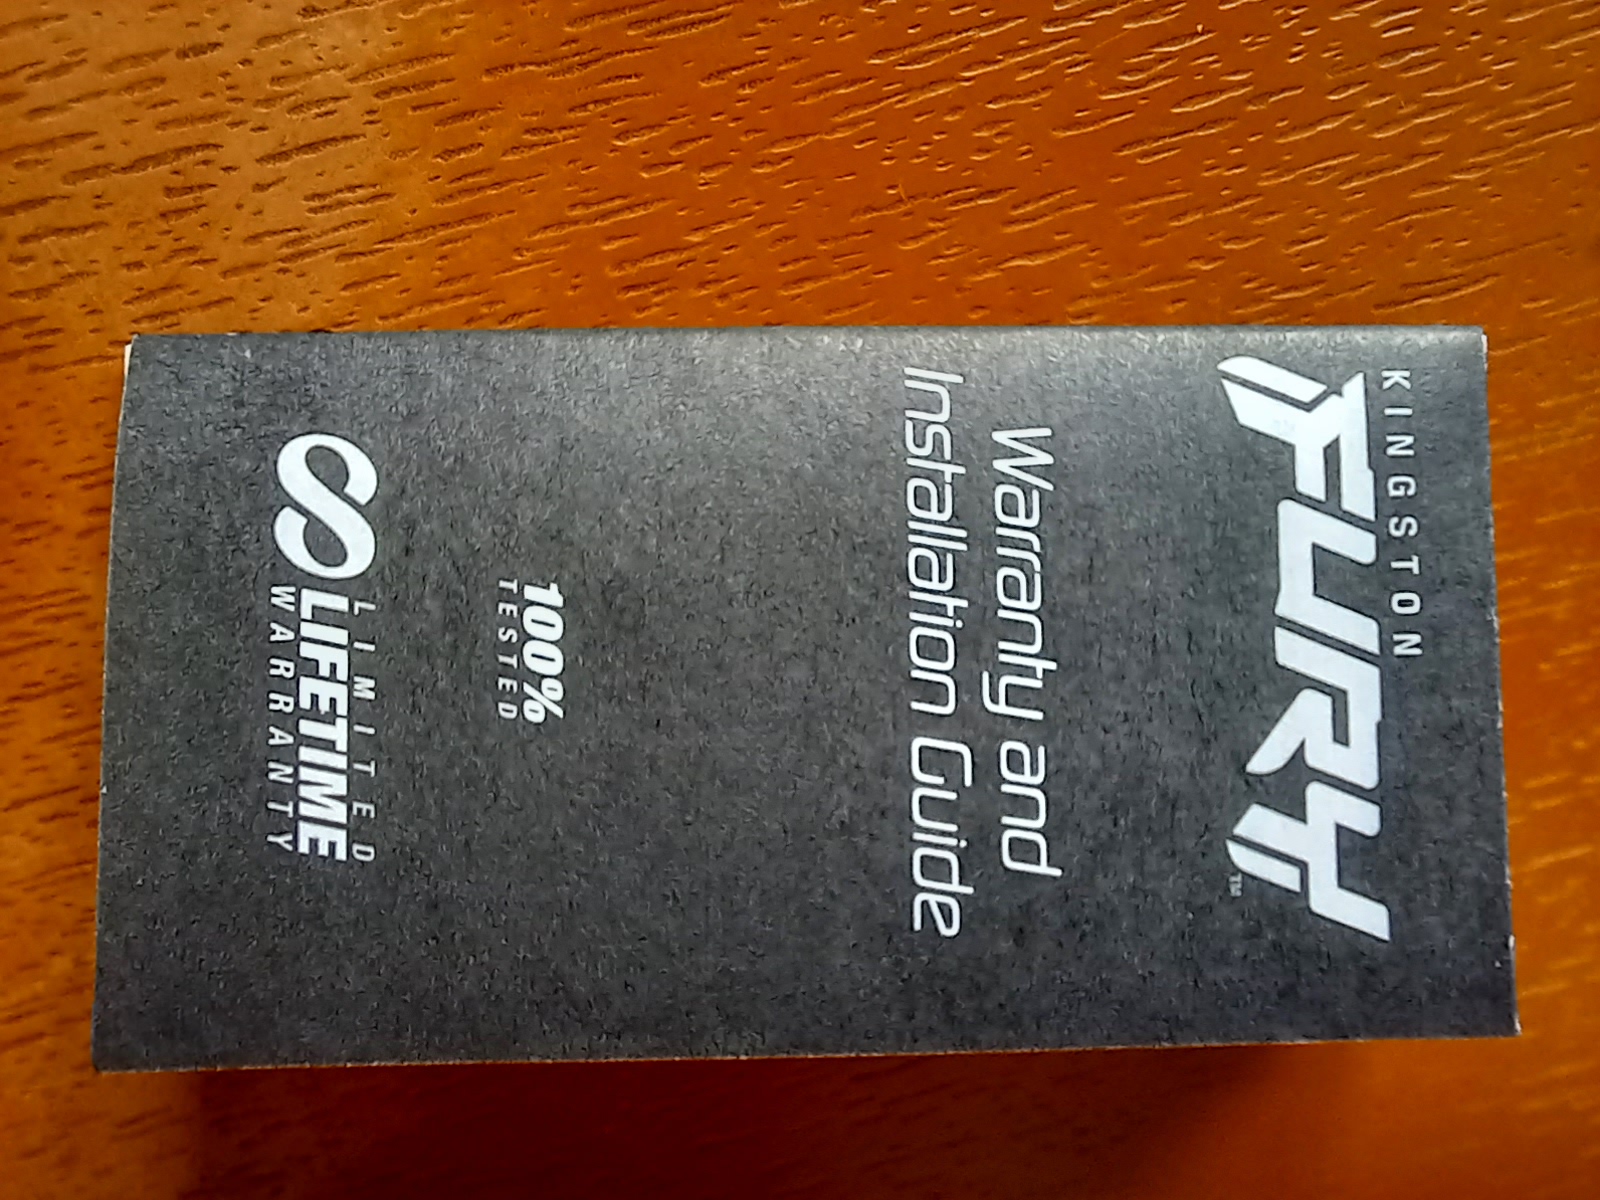 KINGSTON
FURY™
Warranty and
Installation Guide
100%
TESTED
LIMITED
LIFETIME
WARRANTY